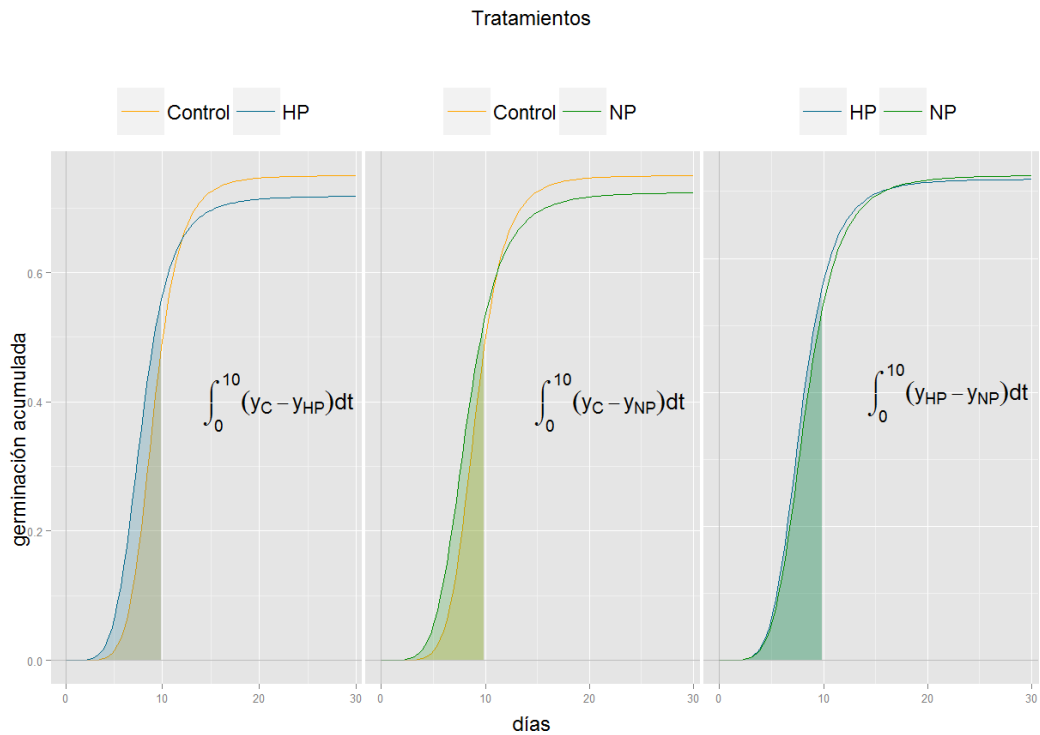 Tratamientos
Control HP
Control NP
HP NP
germinación acumulada
0.6
0.4
0.2
0.0
∫₀¹⁰(y_C − y_HP)dt
∫₀¹⁰(y_C − y_NP)dt
∫₀¹⁰(y_HP − y_NP)dt
0 10 20 30
0 10 20 30
0 10 20 30
días